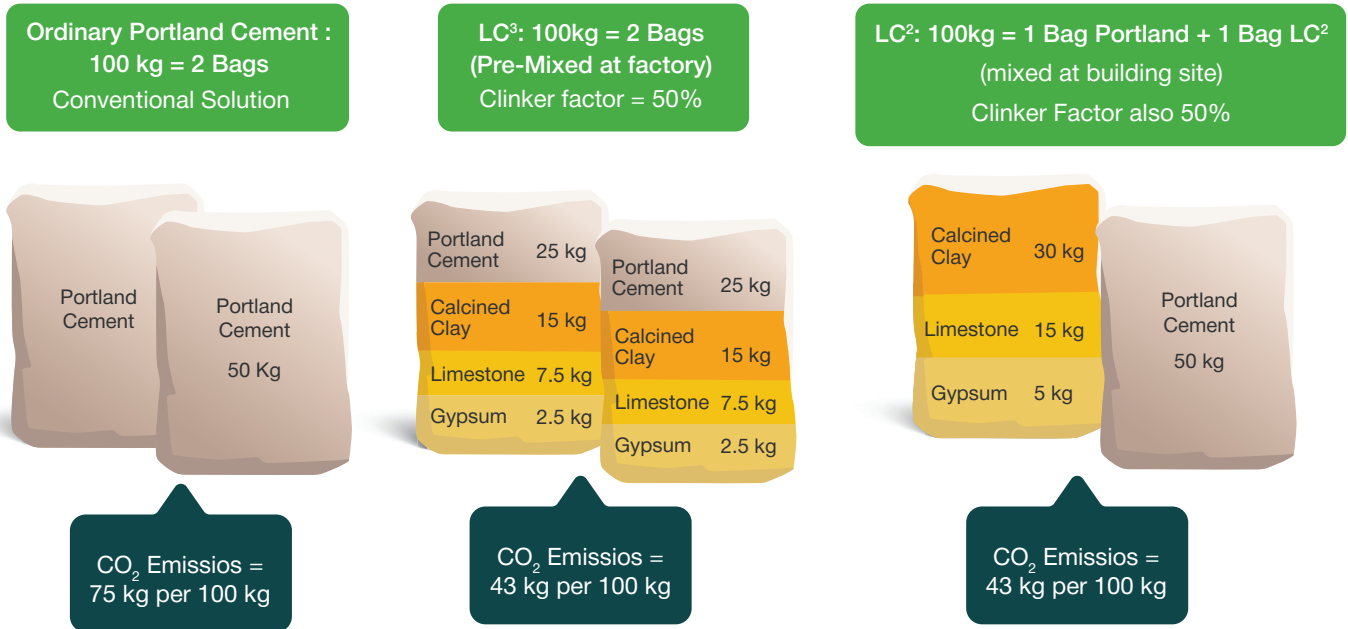 Ordinary Portland Cement :
100 kg = 2 Bags
Conventional Solution
LC³: 100kg = 2 Bags
(Pre-Mixed at factory)
Clinker factor = 50%
LC²: 100kg = 1 Bag Portland + 1 Bag LC²
(mixed at building site)
Clinker Factor also 50%
Portland
Cement
Portland
Cement
50 Kg
Portland
Cement 25 kg
Calcined
Clay 15 kg
Limestone 7.5 kg
Gypsum 2.5 kg
Portland
Cement 25 kg
Calcined
Clay 15 kg
Limestone 7.5 kg
Gypsum 2.5 kg
Calcined
Clay 30 kg
Limestone 15 kg
Gypsum 5 kg
Portland
Cement
50 kg
CO₂ Emissios =
75 kg per 100 kg
CO₂ Emissios =
43 kg per 100 kg
CO₂ Emissios =
43 kg per 100 kg